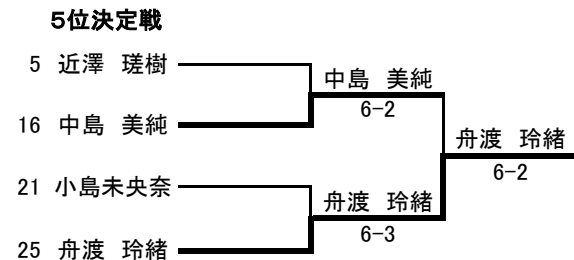 5位決定戦
5 近澤 瑳樹
中島 美純
6-2
16 中島 美純
舟渡 玲緒
6-2
21 小島未央奈
舟渡 玲緒
6-3
25 舟渡 玲緒